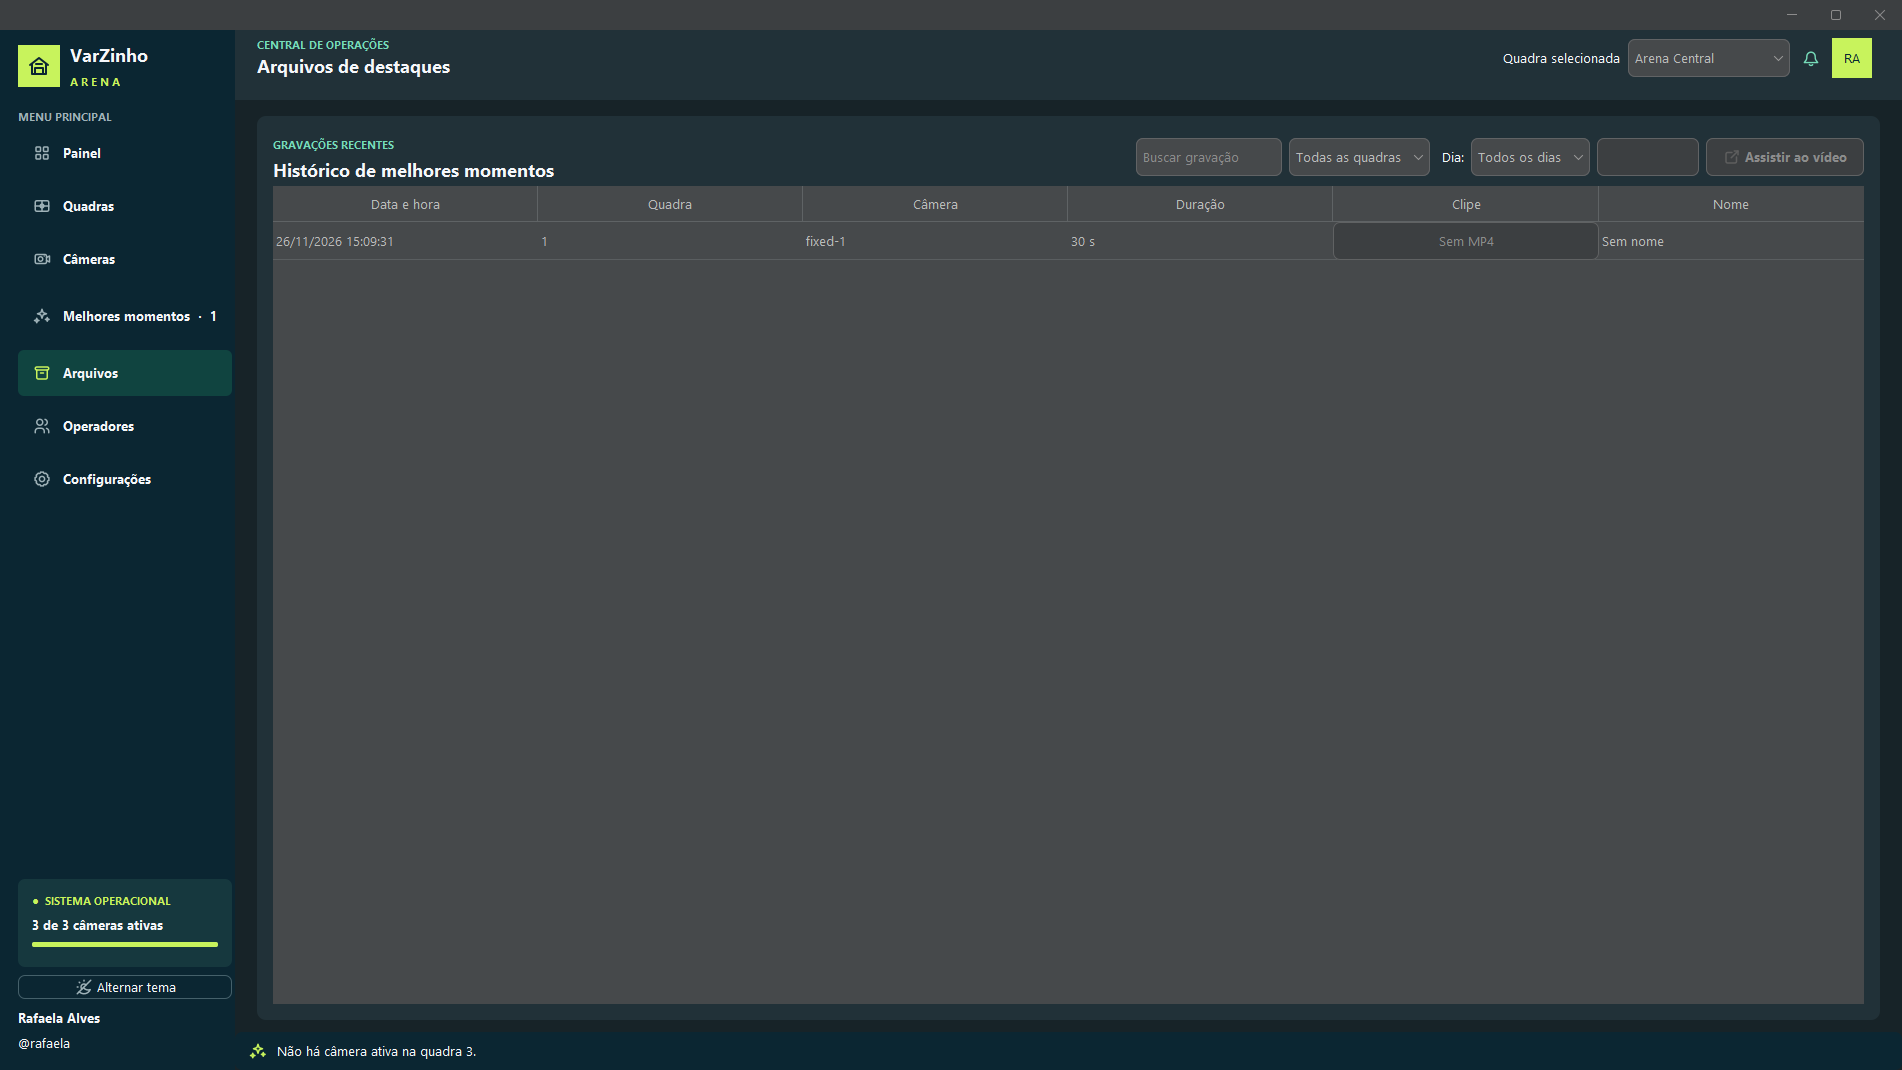 VarZinho
ARENA
MENU PRINCIPAL
Painel
Quadras
Câmeras
Melhores momentos · 1
Arquivos
Operadores
Configurações
● SISTEMA OPERACIONAL
3 de 3 câmeras ativas
Alternar tema
Rafaela Alves
@rafaela
CENTRAL DE OPERAÇÕES
Arquivos de destaques
Quadra selecionada Arena Central RA
GRAVAÇÕES RECENTES
Histórico de melhores momentos
Buscar gravação Todas as quadras Dia: Todos os dias Assistir ao vídeo
Data e hora Quadra Câmera Duração Clipe Nome
26/11/2026 15:09:31 1 fixed-1 30 s Sem MP4 Sem nome
Não há câmera ativa na quadra 3.